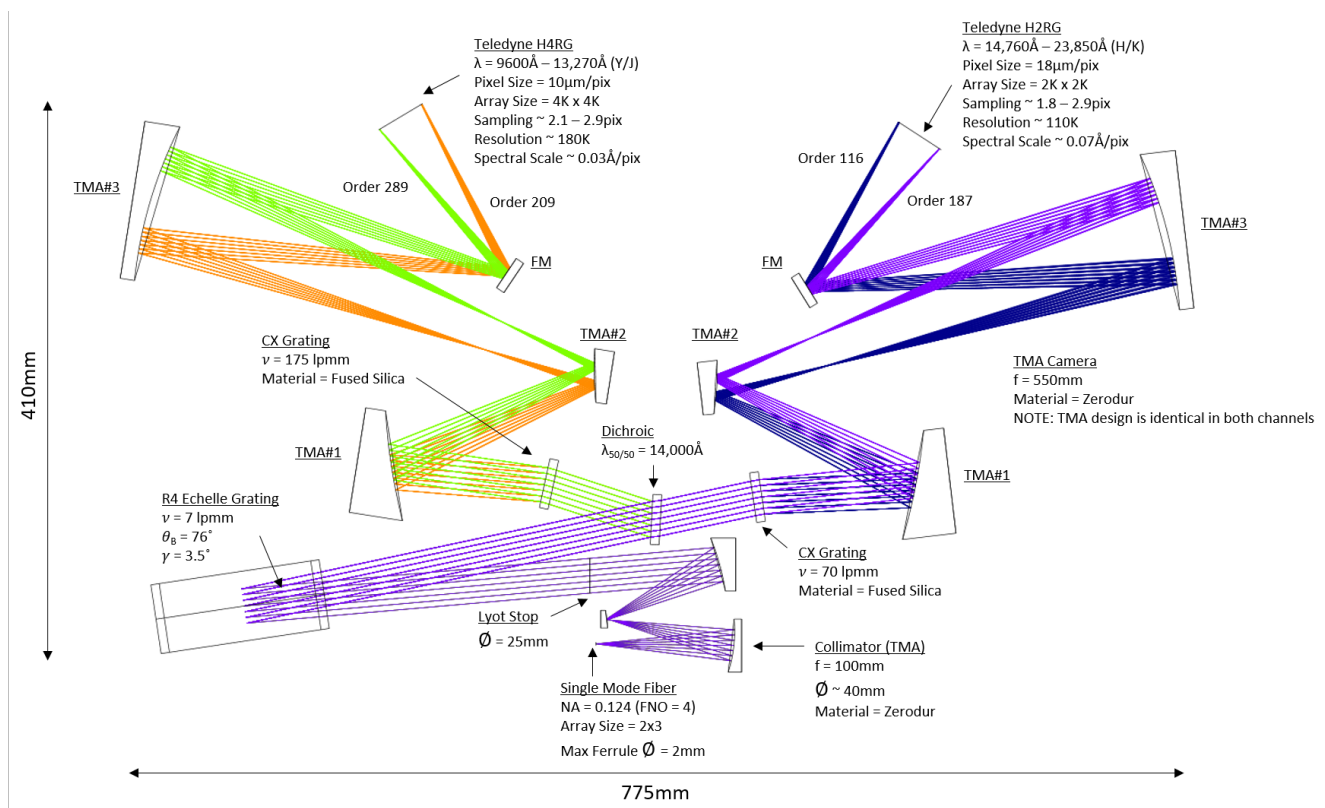 Teledyne H4RG
λ = 9600Å – 13,270Å (Y/J)
Pixel Size = 10µm/pix
Array Size = 4K x 4K
Sampling ~ 2.1 – 2.9pix
Resolution ~ 180K
Spectral Scale ~ 0.03Å/pix
Teledyne H2RG
λ = 14,760Å – 23,850Å (H/K)
Pixel Size = 18µm/pix
Array Size = 2K x 2K
Sampling ~ 1.8 – 2.9pix
Resolution ~ 110K
Spectral Scale ~ 0.07Å/pix
TMA#3
Order 289
Order 209
FM
Order 116
Order 187
FM
TMA#3
410mm
CX Grating
ν = 175 lpmm
Material = Fused Silica
TMA#2
TMA#2
TMA Camera
f = 550mm
Material = Zerodur
NOTE: TMA design is identical in both channels
TMA#1
Dichroic
λ50/50 = 14,000Å
TMA#1
R4 Echelle Grating
ν = 7 lpmm
θB = 76˚
γ = 3.5˚
CX Grating
ν = 70 lpmm
Material = Fused Silica
Lyot Stop
Ø = 25mm
Collimator (TMA)
f = 100mm
Ø ~ 40mm
Material = Zerodur
Single Mode Fiber
NA = 0.124 (FNO = 4)
Array Size = 2x3
Max Ferrule Ø = 2mm
775mm